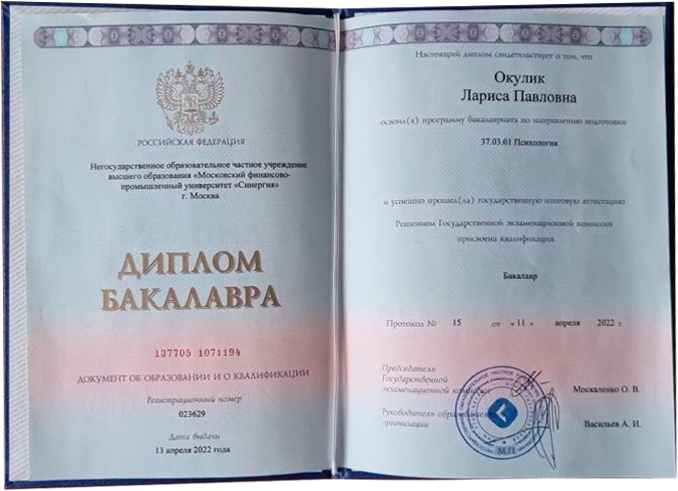 РОССИЙСКАЯ ФЕДЕРАЦИЯ
Негосударственное образовательное частное учреждение
высшего образования «Московский финансово-
промышленный университет «Синергия»
г. Москва
ДИПЛОМ
БАКАЛАВРА
137705 1071194
ДОКУМЕНТ ОБ ОБРАЗОВАНИИ И О КВАЛИФИКАЦИИ
Регистрационный номер
023629
Дата выдачи
13 апреля 2022 года
Настоящий диплом свидетельствует о том, что
Окулик
Лариса Павловна
освоил(а) программу бакалавриата по направлению подготовки
37.03.01 Психология
и успешно прошел(ла) государственную итоговую аттестацию
Решением Государственной экзаменационной комиссии
присвоена квалификация
Бакалавр
Протокол № 15 от «11» апреля 2022 г.
Председатель
Государственной
экзаменационной Москаленко О. В.
Руководитель
организации Васильев А. И.
М.П.